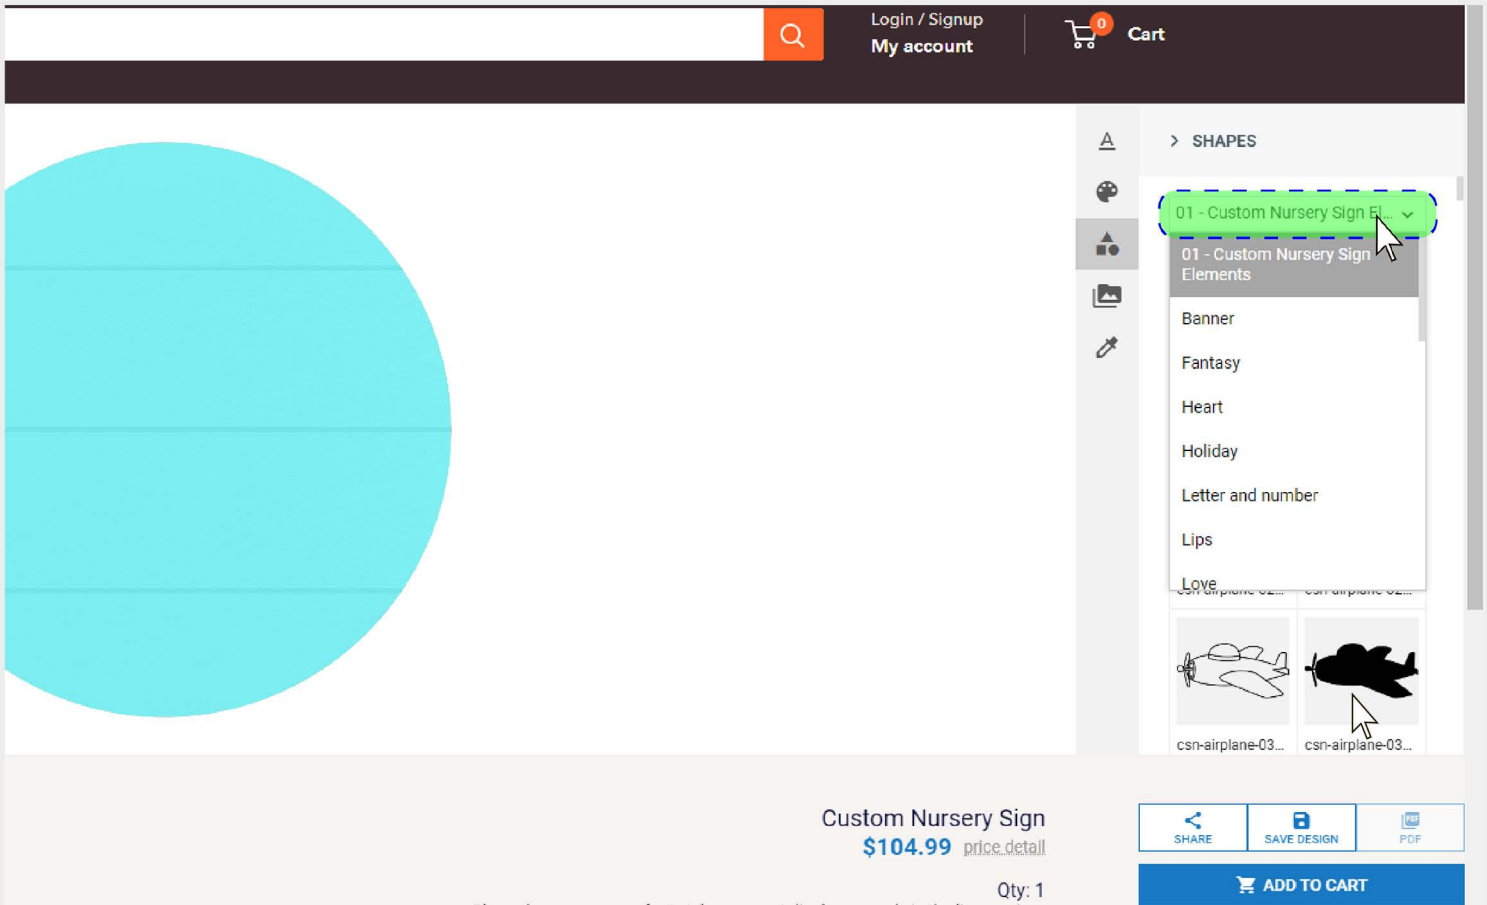 Login / Signup
My account
0
Cart
SHAPES
01 - Custom Nursery Sign El...
01 - Custom Nursery Sign
Elements
Banner
Fantasy
Heart
Holiday
Letter and number
Lips
Love
csn-airplane-03...
csn-airplane-03...
Custom Nursery Sign
$104.99 price detail
Qty: 1
SHARE
SAVE DESIGN
PDF
PDF
ADD TO CART